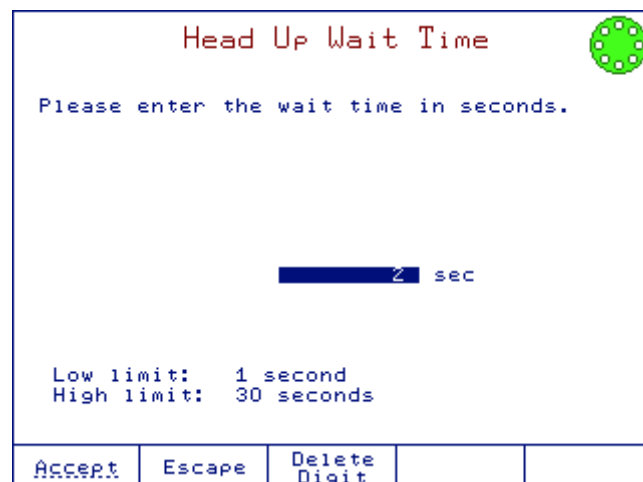 Head Up Wait Time
Please enter the wait time in seconds.
2 sec
Low limit: 1 second
High limit: 30 seconds
Accept Escape Delete Digit